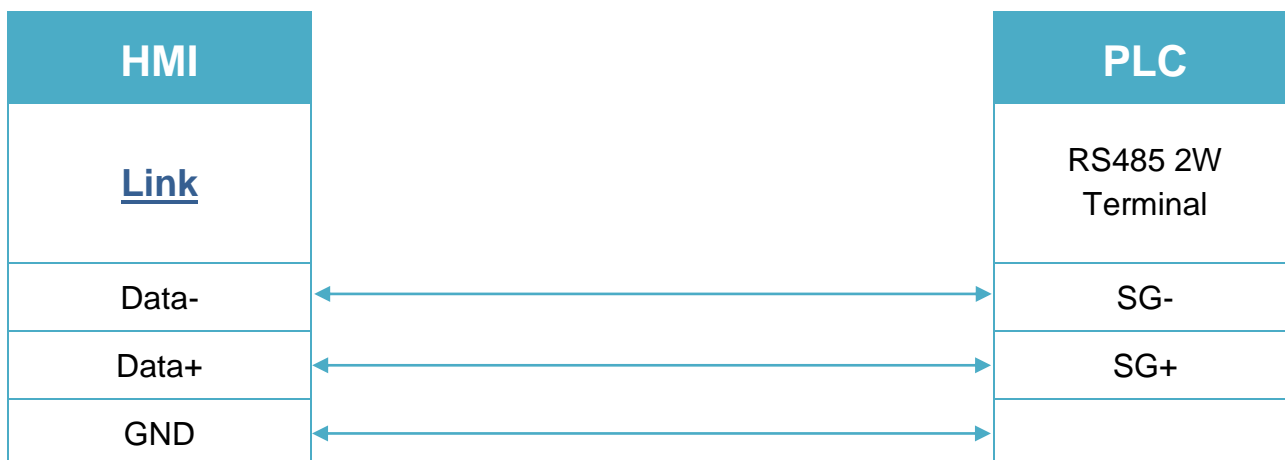 HMI
PLC
Link
RS485 2W
Terminal
Data-
SG-
Data+
SG+
GND